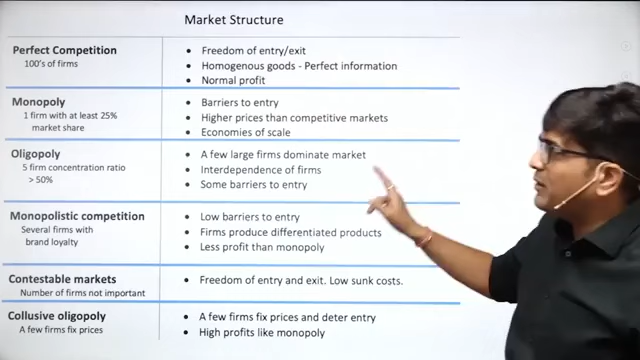 Market Structure
Perfect Competition
100's of firms
• Freedom of entry/exit
• Homogenous goods - Perfect information
• Normal profit
Monopoly
1 firm with at least 25%
market share
• Barriers to entry
• Higher prices than competitive markets
• Economies of scale
Oligopoly
5 firm concentration ratio
> 50%
• A few large firms dominate market
• Interdependence of firms
• Some barriers to entry
Monopolistic competition
Several firms with
brand loyalty
• Low barriers to entry
• Firms produce differentiated products
• Less profit than monopoly
Contestable markets
Number of firms not important
• Freedom of entry and exit. Low sunk costs.
Collusive oligopoly
A few firms fix prices
• A few firms fix prices and deter entry
• High profits like monopoly